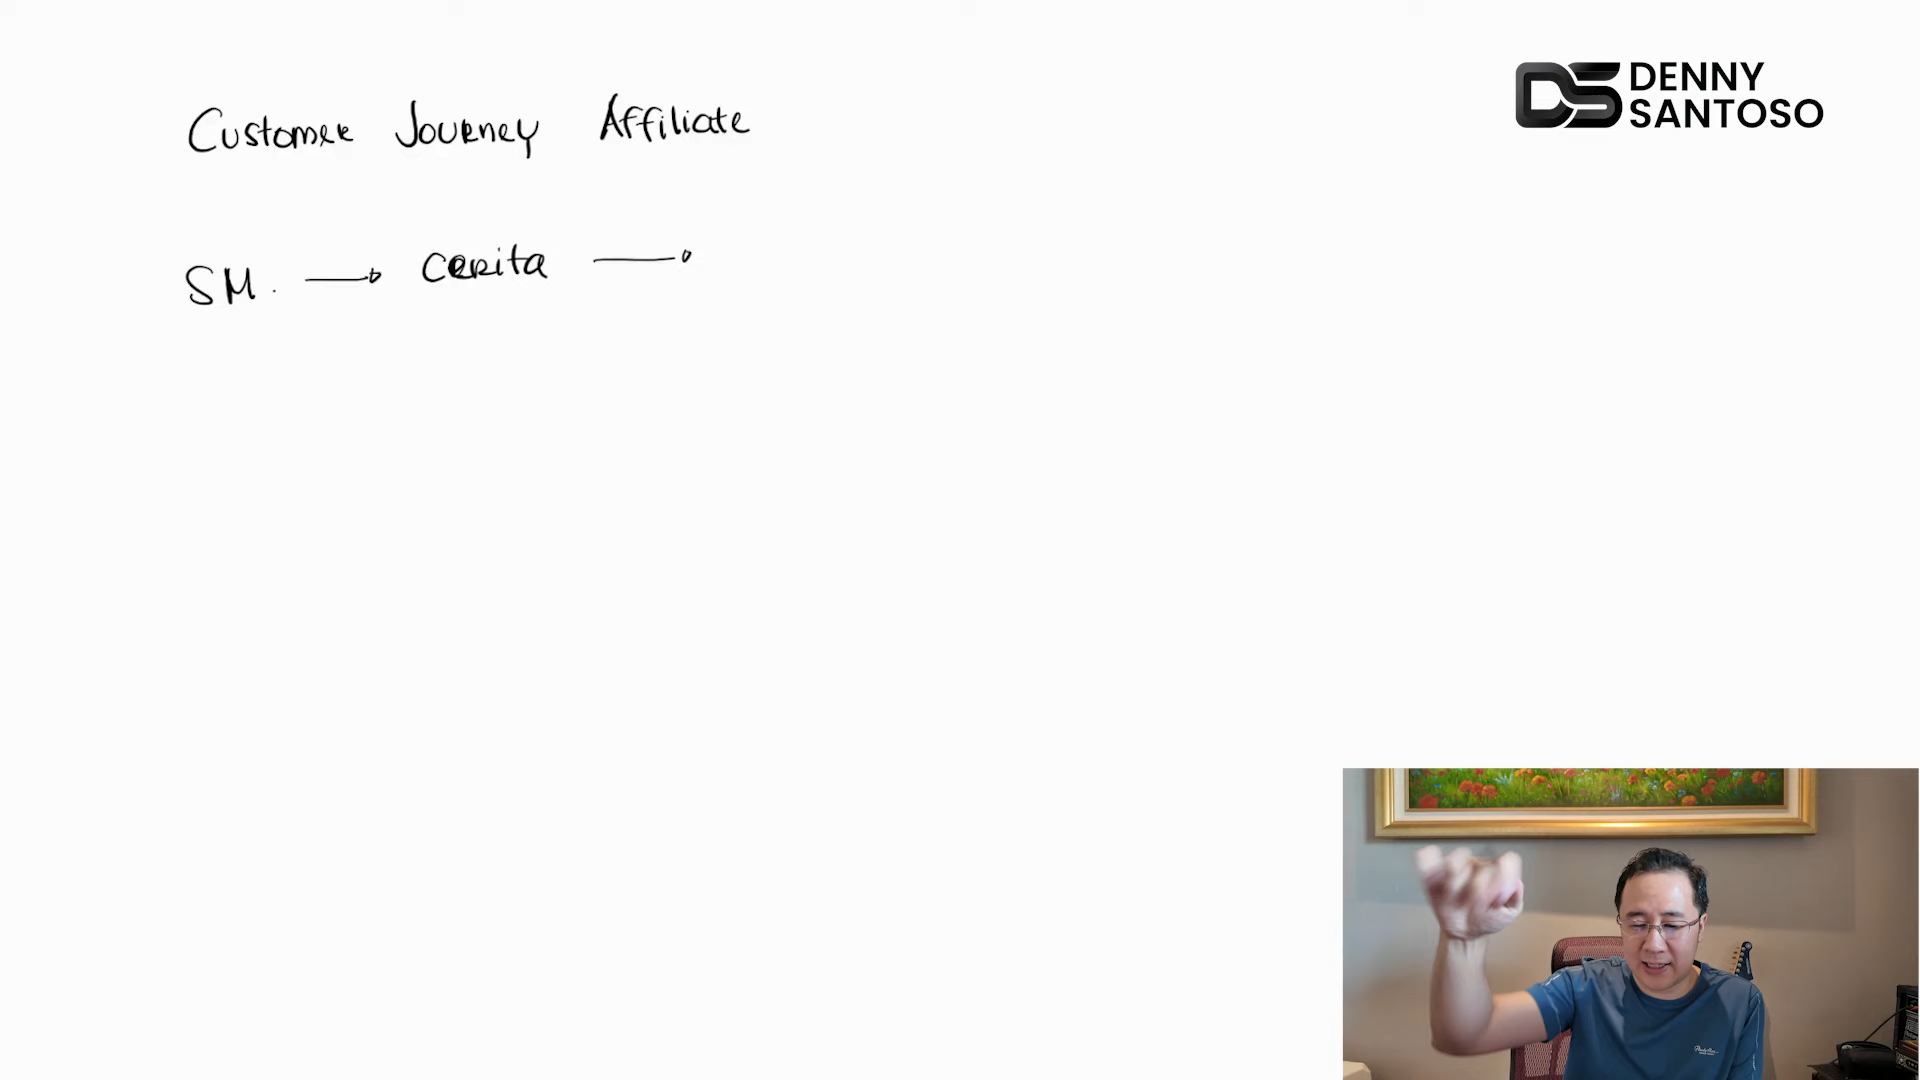 DENNY
SANTOSO
Customer Journey Affiliate
SM. → cerita →